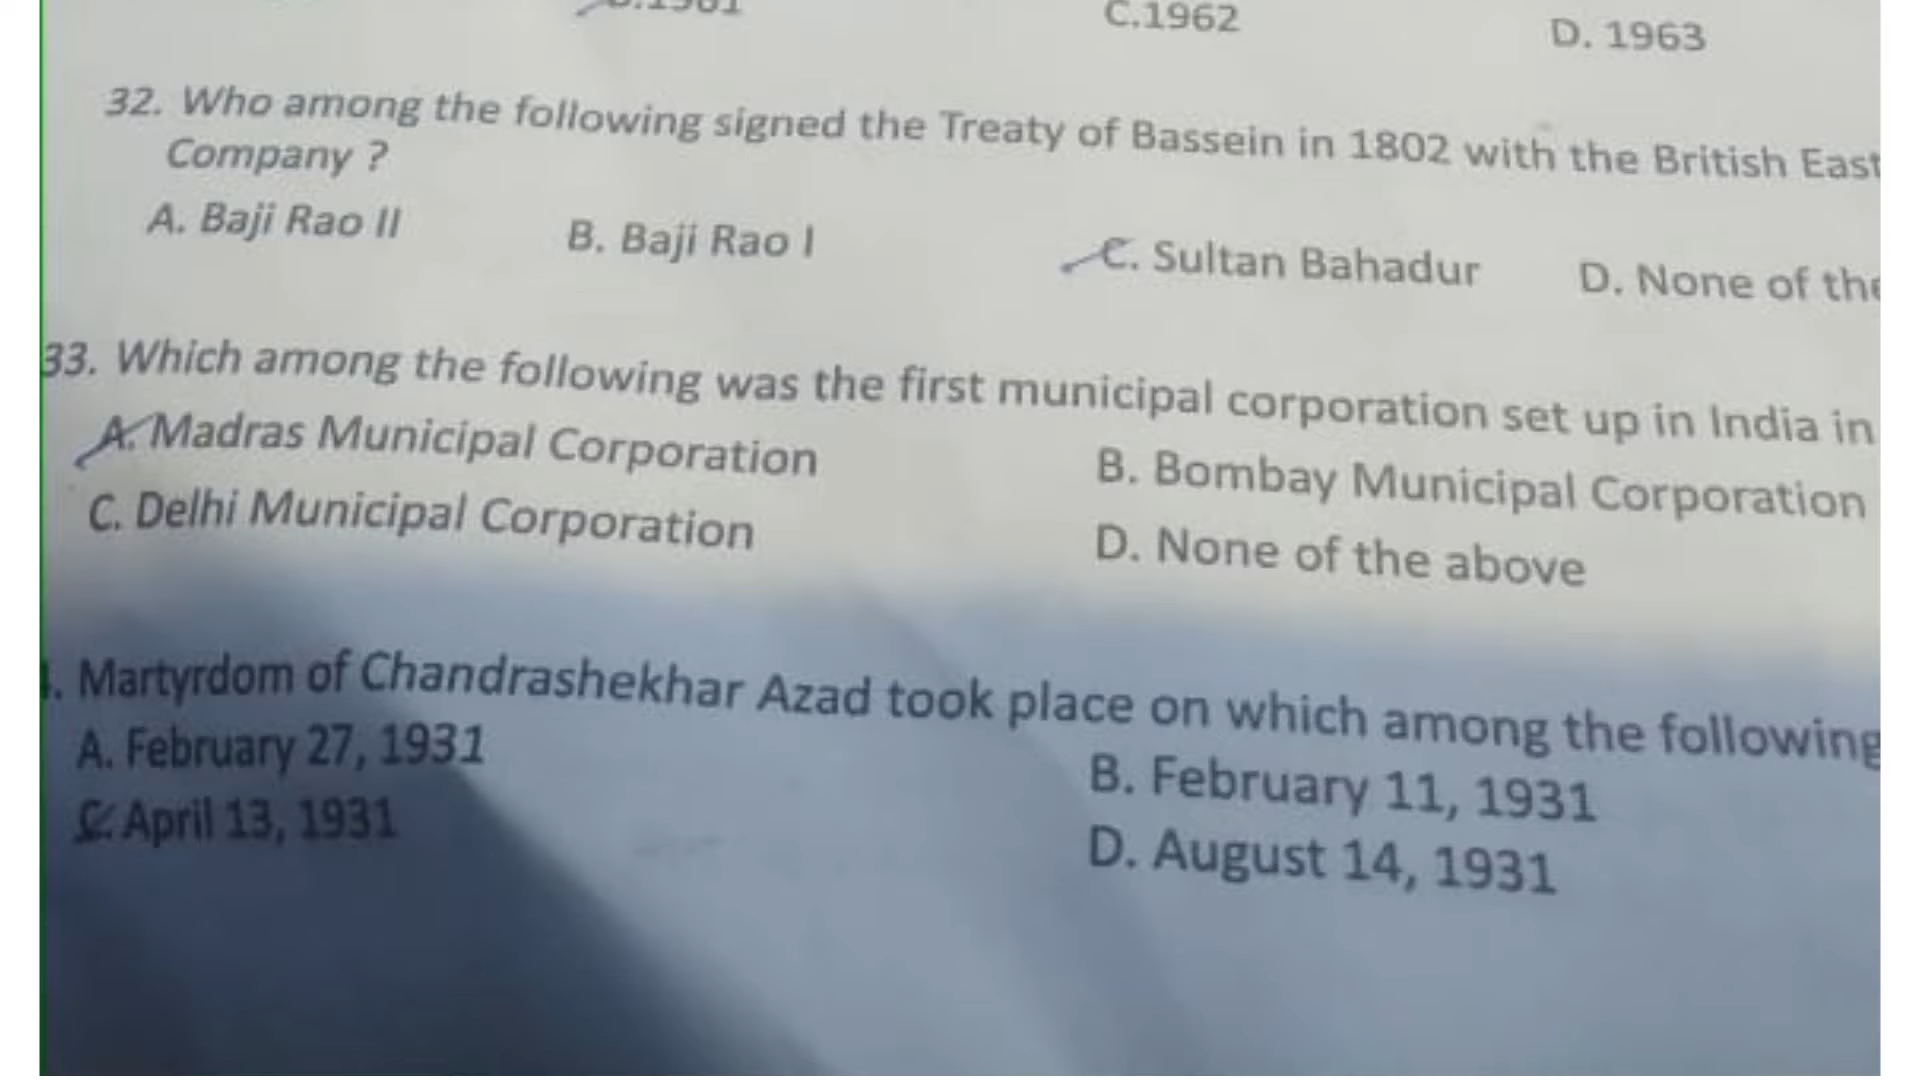 C.1962
D. 1963
32. Who among the following signed the Treaty of Bassein in 1802 with the British East
Company ?
A. Baji Rao II
B. Baji Rao I
C. Sultan Bahadur
D. None of the
33. Which among the following was the first municipal corporation set up in India in
A. Madras Municipal Corporation
B. Bombay Municipal Corporation
C. Delhi Municipal Corporation
D. None of the above
. Martyrdom of Chandrashekhar Azad took place on which among the following
A. February 27, 1931
B. February 11, 1931
C. April 13, 1931
D. August 14, 1931